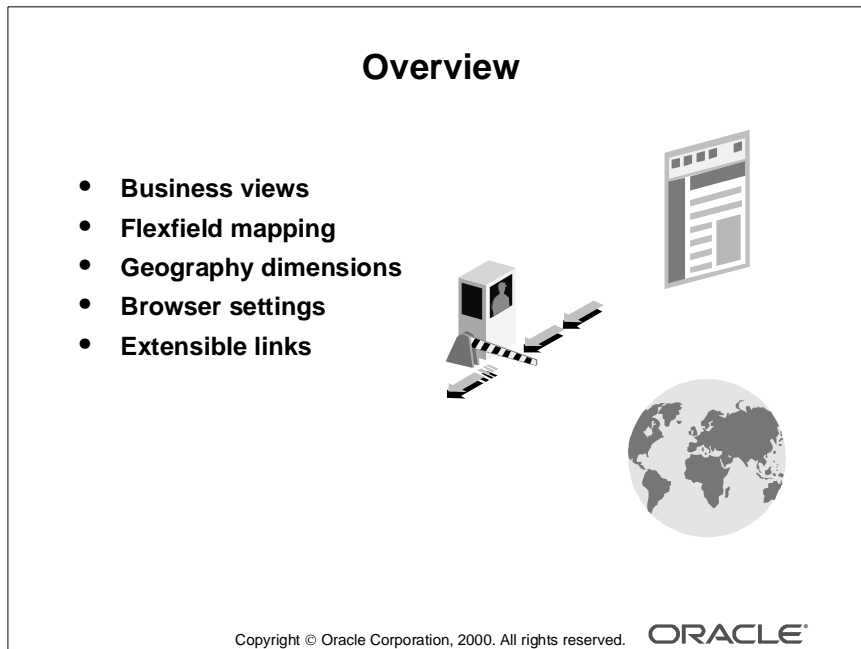 Overview
• Business views
• Flexfield mapping
• Geography dimensions
• Browser settings
• Extensible links
Copyright © Oracle Corporation, 2000. All rights reserved. ORACLE®